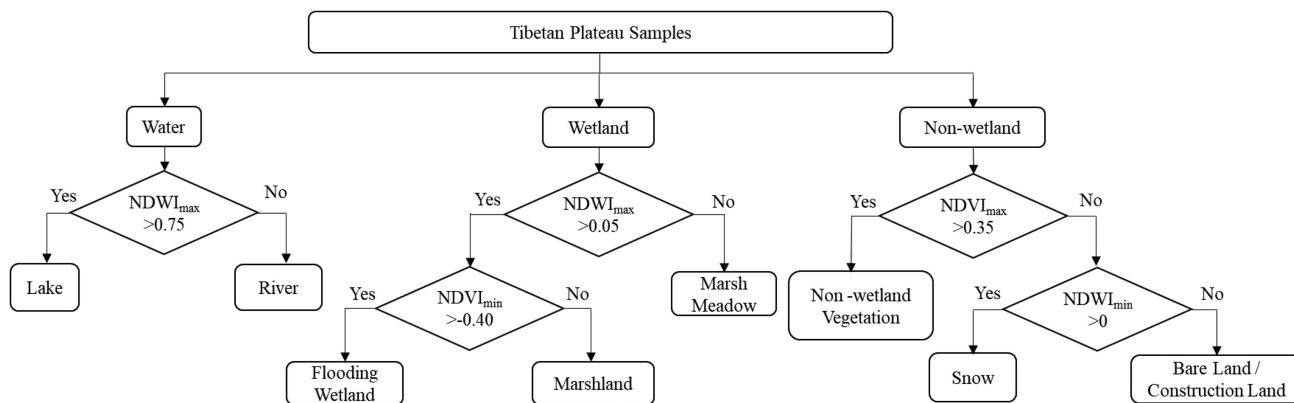 Tibetan Plateau Samples
Water
Wetland
Non-wetland
Yes
NDWImax
>0.75
No
Yes
NDWImax
>0.05
No
Yes
NDVImax
>0.35
No
Lake
River
Yes
NDVImin
>-0.40
No
Marsh
Meadow
Non -wetland
Vegetation
Yes
NDWImin
>0
No
Flooding
Wetland
Marshland
Snow
Bare Land /
Construction Land